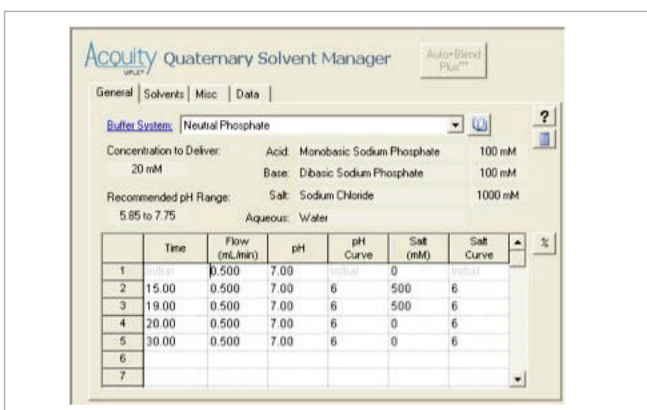 ACQUITY Quaternary Solvent Manager
UPLC®
Auto•Blend Plus™
General Solvents Misc Data
Buffer System: Neutral Phosphate
?
Concentration to Deliver: Acid: Monobasic Sodium Phosphate 100 mM
20 mM Base: Dibasic Sodium Phosphate 100 mM
Recommended pH Range: Salt: Sodium Chloride 1000 mM
5.85 to 7.75 Aqueous: Water
Time Flow (mL/min) pH pH Curve Salt (mM) Salt Curve %
1 Initial 0.500 7.00 Initial 0 Initial
2 15.00 0.500 7.00 6 500 6
3 19.00 0.500 7.00 6 500 6
4 20.00 0.500 7.00 6 0 6
5 30.00 0.500 7.00 6 0 6
6
7